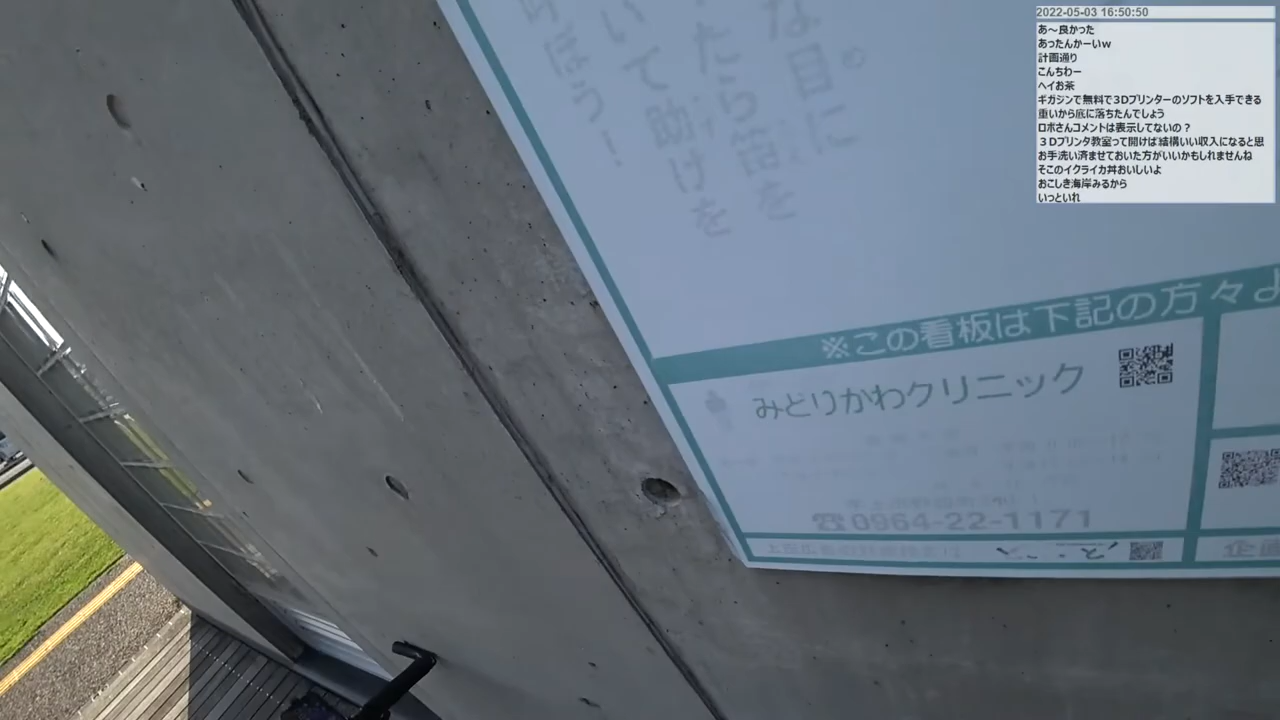 2022-05-03 16:50:50
あ～良かった
あったんかーいｗ
計画通り
こんちわー
ヘイお茶
ギガジンで無料で３Dプリンターのソフトを入手できる
重いから底に落ちたんでしょう
ロボさんコメントは表示してないの？
３Dプリンタ教室って開けば結構いい収入になると思
お手洗い済ませておいた方がいいかもしれませんね
そこのイクライカ丼おいしいよ
おこしき海岸みるから
いっといれ
な目に
。
たら
いて助けを
う！
※この看板は下記の方々よ
みどりかわクリニック
☎0964-22-1171
企画